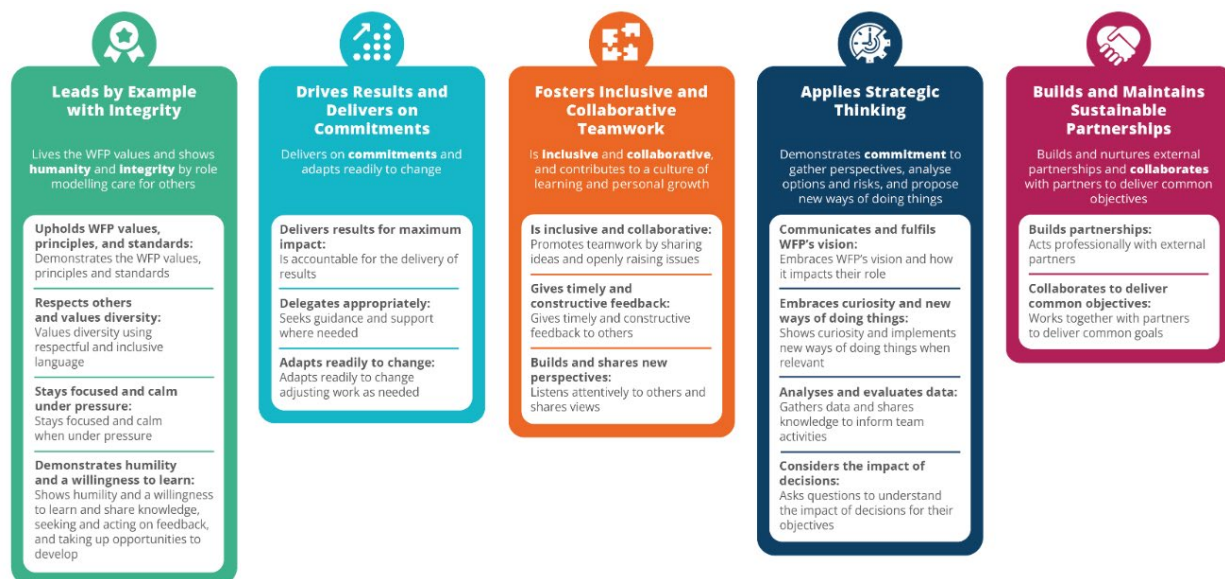 Leads by Example
with Integrity
Lives the WFP values and shows
humanity and integrity by role
modelling care for others
Upholds WFP values,
principles, and standards:
Demonstrates the WFP values,
principles and standards
Respects others
and values diversity:
Values diversity using
respectful and inclusive
language
Stays focused and calm
under pressure:
Stays focused and calm
when under pressure
Demonstrates humility
and a willingness to learn:
Shows humility and a willingness
to learn and share knowledge,
seeking and acting on feedback,
and taking up opportunities to
develop
Drives Results and
Delivers on
Commitments
Delivers on commitments and
adapts readily to change
Delivers results for maximum
impact:
Is accountable for the delivery of
results
Delegates appropriately:
Seeks guidance and support
where needed
Adapts readily to change:
Adapts readily to change
adjusting work as needed
Fosters Inclusive and
Collaborative
Teamwork
Is inclusive and collaborative,
and contributes to a culture of
learning and personal growth
Is inclusive and collaborative:
Promotes teamwork by sharing
ideas and openly raising issues
Gives timely and
constructive feedback:
Gives timely and constructive
feedback to others
Builds and shares new
perspectives:
Listens attentively to others and
shares views
Applies Strategic
Thinking
Demonstrates commitment to
gather perspectives, analyse
options and risks, and propose
new ways of doing things
Communicates and fulfils
WFP's vision:
Embraces WFP's vision and how
it impacts their role
Embraces curiosity and new
ways of doing things:
Shows curiosity and implements
new ways of doing things when
relevant
Analyses and evaluates data:
Gathers data and shares
knowledge to inform team
activities
Considers the impact of
decisions:
Asks questions to understand
the impact of decisions for their
objectives
Builds and Maintains
Sustainable
Partnerships
Builds and nurtures external
partnerships and collaborates
with partners to deliver common
objectives
Builds partnerships:
Acts professionally with external
partners
Collaborates to deliver
common objectives:
Works together with partners
to deliver common goals